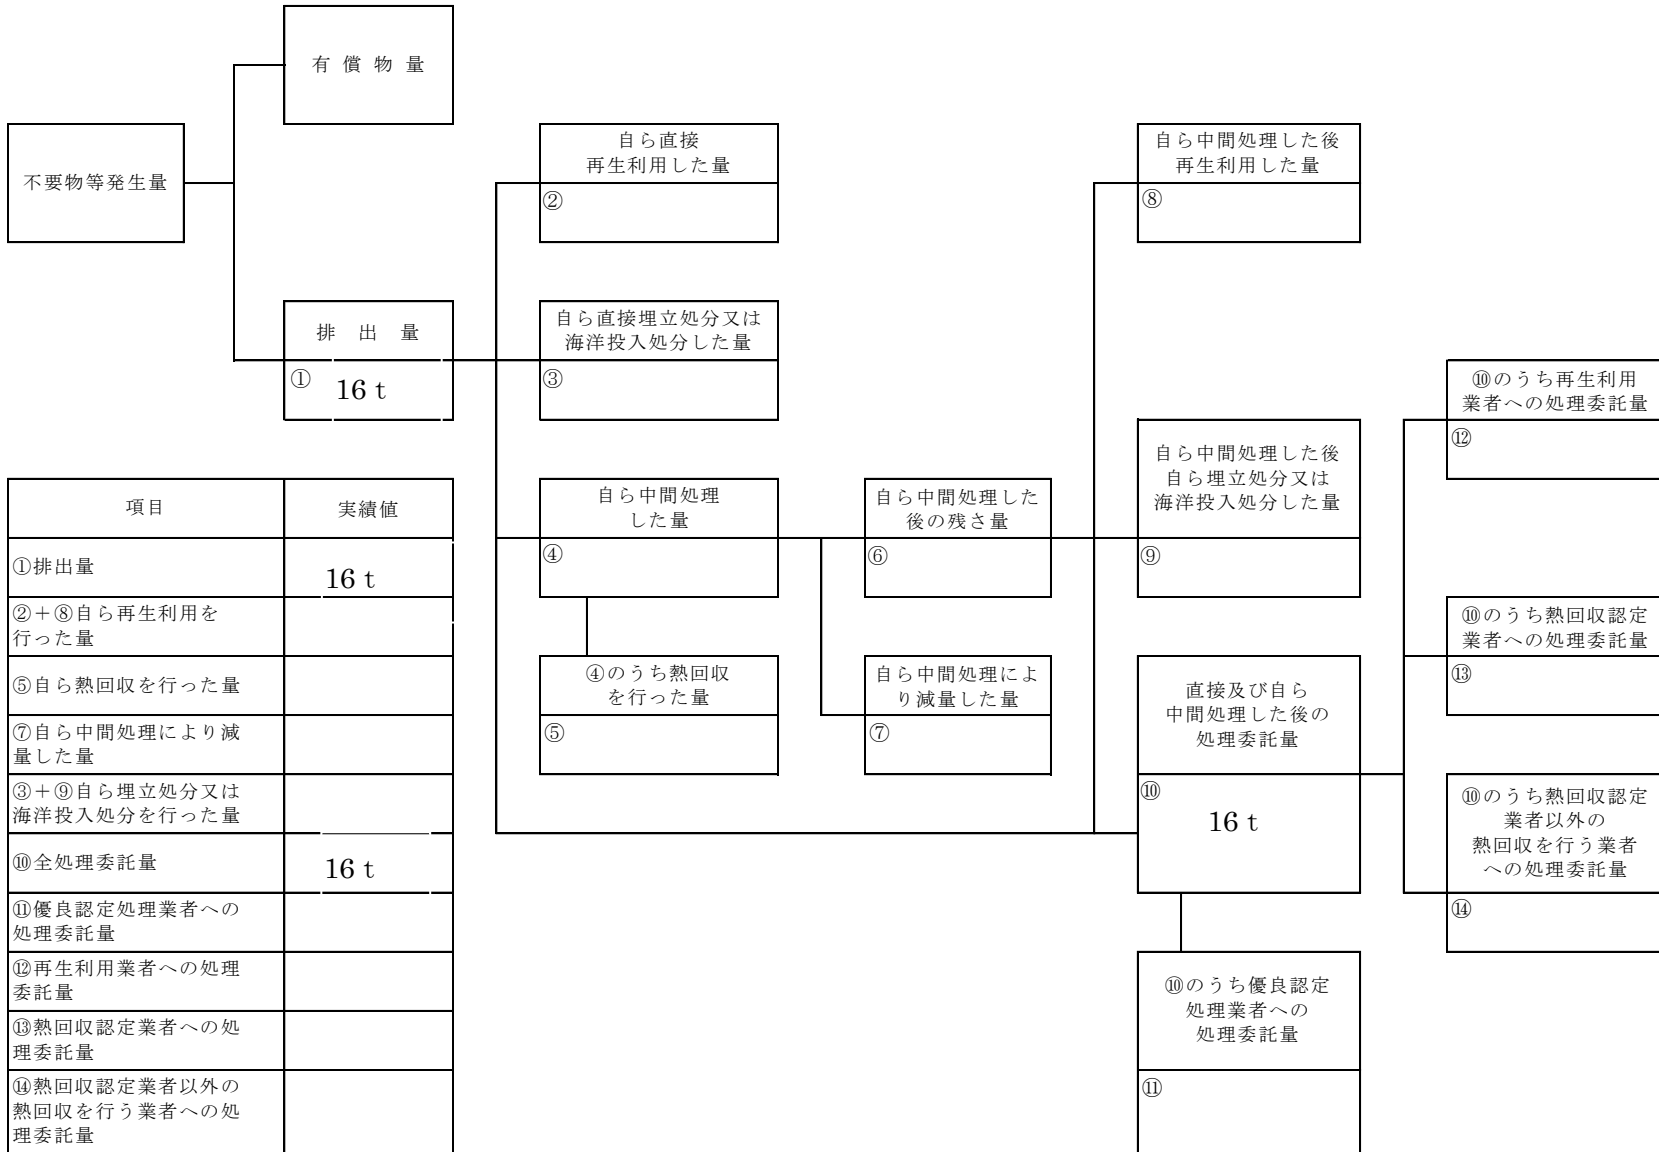 有償物量
不要物等発生量
自ら直接
再生利用した量
②
自ら中間処理した後
再生利用した量
⑧
排出量
① 16 t
自ら直接埋立処分又は
海洋投入処分した量
③
⑩のうち再生利用
業者への処理委託量
⑫
自ら中間処理
した量
④
自ら中間処理した
後の残さ量
⑥
自ら中間処理した後
自ら埋立処分又は
海洋投入処分した量
⑨
⑩のうち熱回収認定
業者への処理委託量
⑬
④のうち熱回収
を行った量
⑤
自ら中間処理によ
り減量した量
⑦
直接及び自ら
中間処理した後の
処理委託量
⑩
16 t
⑩のうち熱回収認定
業者以外の
熱回収を行う業者
への処理委託量
⑭
⑩のうち優良認定
処理業者への
処理委託量
⑪
項目 実績値
①排出量 16 t
②+⑧自ら再生利用を
行った量
⑤自ら熱回収を行った量
⑦自ら中間処理により減
量した量
③+⑨自ら埋立処分又は
海洋投入処分を行った量
⑩全処理委託量 16 t
⑪優良認定処理業者への
処理委託量
⑫再生利用業者への処理
委託量
⑬熱回収認定業者への処
理委託量
⑭熱回収認定業者以外の
熱回収を行う業者への処
理委託量